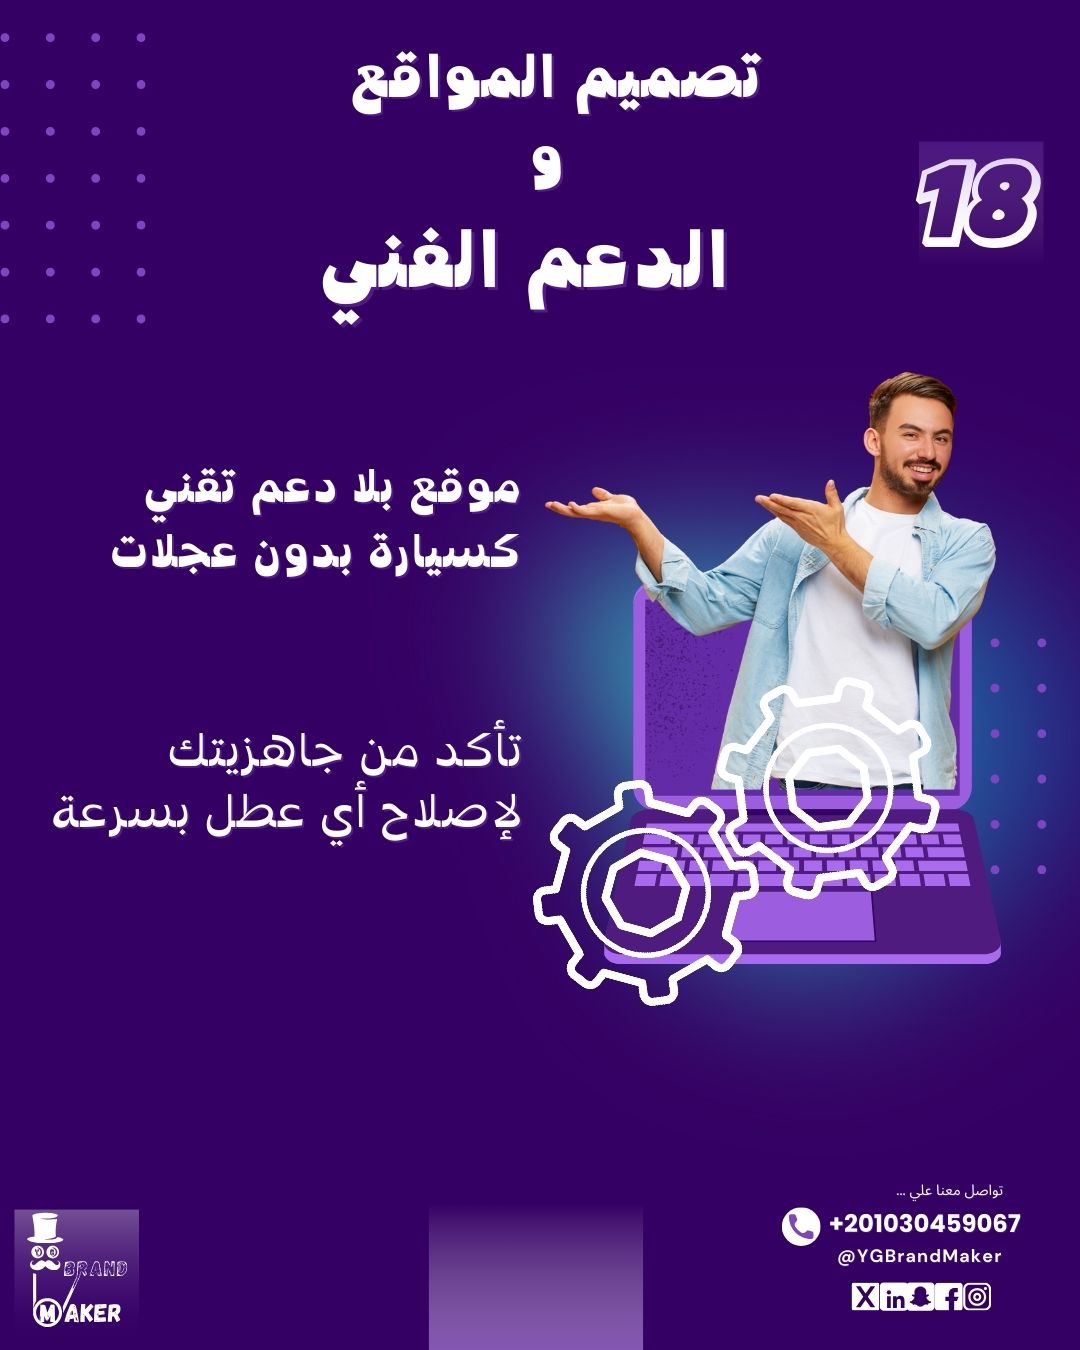 تصميم المواقع
و
الدعم الفني
18
موقع بلا دعم تقني
كسيارة بدون عجلات
تأكد من جاهزيتك
لإصلاح أي عطل بسرعة
تواصل معنا علي ...
+201030459067
@YGBrandMaker
BRAND
MAKER